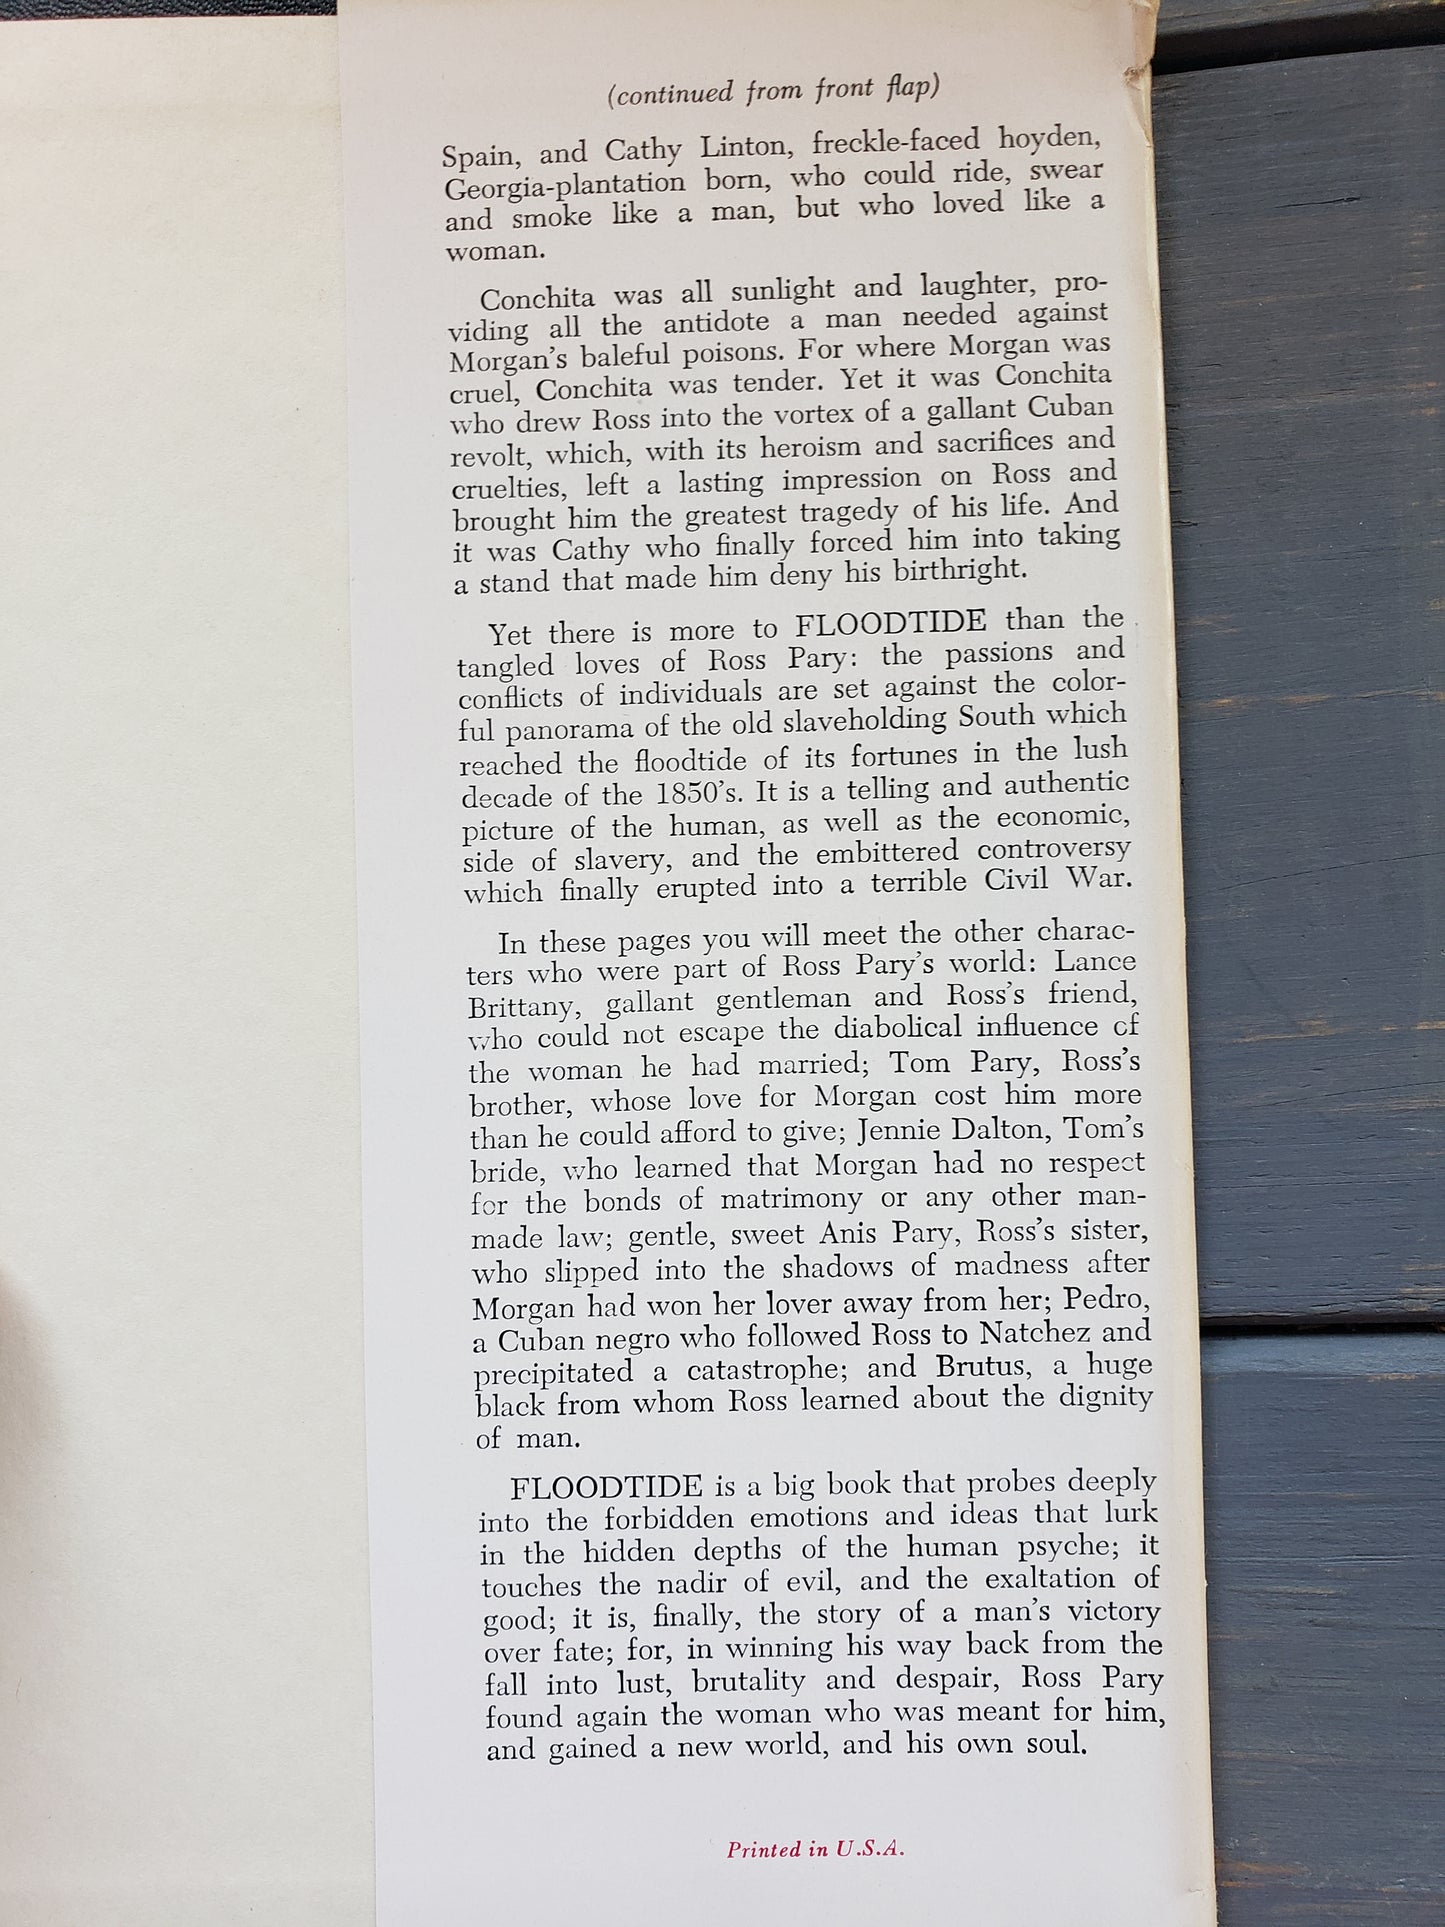 (continued from front flap)
Spain, and Cathy Linton, freckle-faced hoyden,
Georgia-plantation born, who could ride, swear
and smoke like a man, but who loved like a
woman.
Conchita was all sunlight and laughter, pro-
viding all the antidote a man needed against
Morgan's baleful poisons. For where Morgan was
cruel, Conchita was tender. Yet it was Conchita
who drew Ross into the vortex of a gallant Cuban
revolt, which, with its heroism and sacrifices and
cruelties, left a lasting impression on Ross and
brought him the greatest tragedy of his life. And
it was Cathy who finally forced him into taking
a stand that made him deny his birthright.
Yet there is more to FLOODTIDE than the
tangled loves of Ross Pary: the passions and
conflicts of individuals are set against the color-
ful panorama of the old slaveholding South which
reached the floodtide of its fortunes in the lush
decade of the 1850's. It is a telling and authentic
picture of the human, as well as the economic,
side of slavery, and the embittered controversy
which finally erupted into a terrible Civil War.
In these pages you will meet the other charac-
ters who were part of Ross Pary's world: Lance
Brittany, gallant gentleman and Ross's friend,
who could not escape the diabolical influence of
the woman he had married; Tom Pary, Ross's
brother, whose love for Morgan cost him more
than he could afford to give; Jennie Dalton, Tom's
bride, who learned that Morgan had no respect
for the bonds of matrimony or any other man-
made law; gentle, sweet Anis Pary, Ross's sister,
who slipped into the shadows of madness after
Morgan had won her lover away from her; Pedro,
a Cuban negro who followed Ross to Natchez and
precipitated a catastrophe; and Brutus, a huge
black from whom Ross learned about the dignity
of man.
FLOODTIDE is a big book that probes deeply
into the forbidden emotions and ideas that lurk
in the hidden depths of the human psyche; it
touches the nadir of evil, and the exaltation of
good; it is, finally, the story of a man's victory
over fate; for, in winning his way back from the
fall into lust, brutality and despair, Ross Pary
found again the woman who was meant for him,
and gained a new world, and his own soul.
Printed in U.S.A.